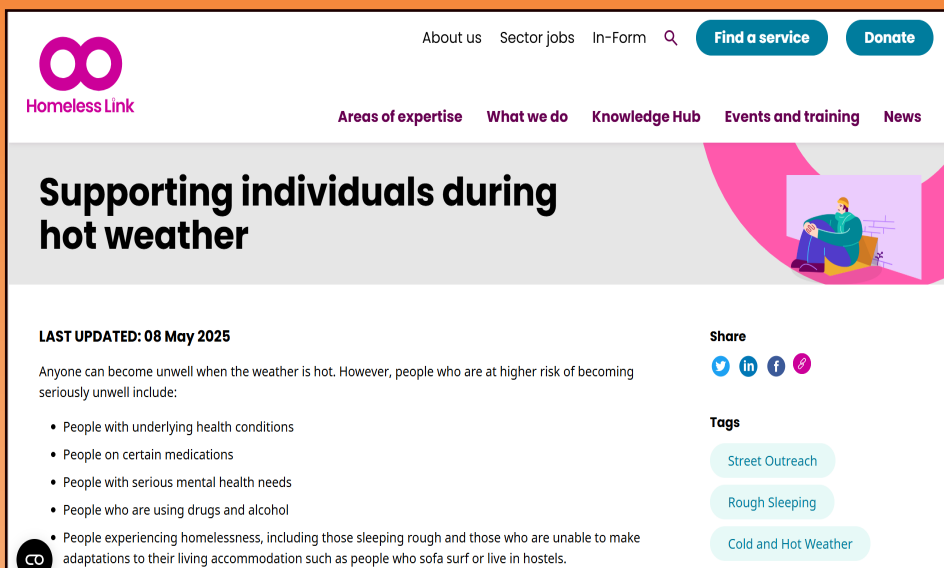 Homeless Link
About us Sector jobs In-Form Find a service Donate
Areas of expertise What we do Knowledge Hub Events and training News
Supporting individuals during
hot weather
LAST UPDATED: 08 May 2025
Anyone can become unwell when the weather is hot. However, people who are at higher risk of becoming
seriously unwell include:
• People with underlying health conditions
• People on certain medications
• People with serious mental health needs
• People who are using drugs and alcohol
• People experiencing homelessness, including those sleeping rough and those who are unable to make
adaptations to their living accommodation such as people who sofa surf or live in hostels.
Share
Tags
Street Outreach
Rough Sleeping
Cold and Hot Weather